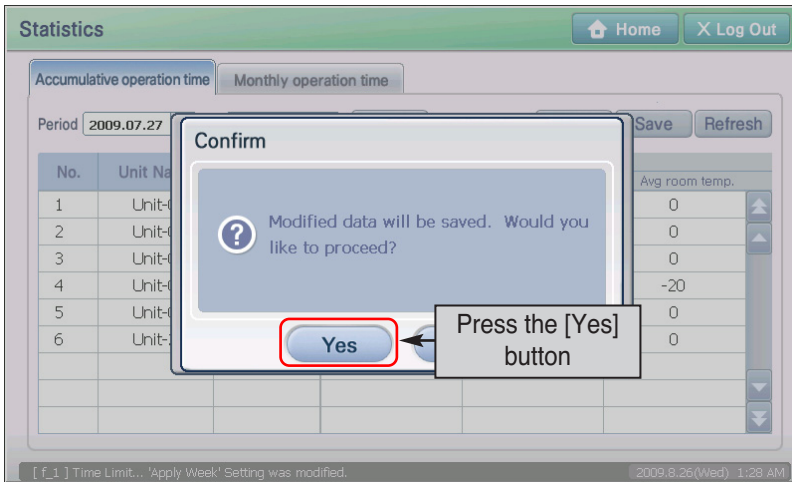 Statistics
Home
X Log Out
Accumulative operation time
Monthly operation time
Period 2009.07.27
Save
Refresh
No.
Unit
Avg room temp.
1
0
2
0
3
0
4
-20
5
0
6
0
Confirm
Modified data will be saved. Would you
like to proceed?
Yes
Press the [Yes]
button
[ f_1 ] Time Limit... 'Apply Week' Setting was modified.
2009.8.26(Wed) 1:28 AM